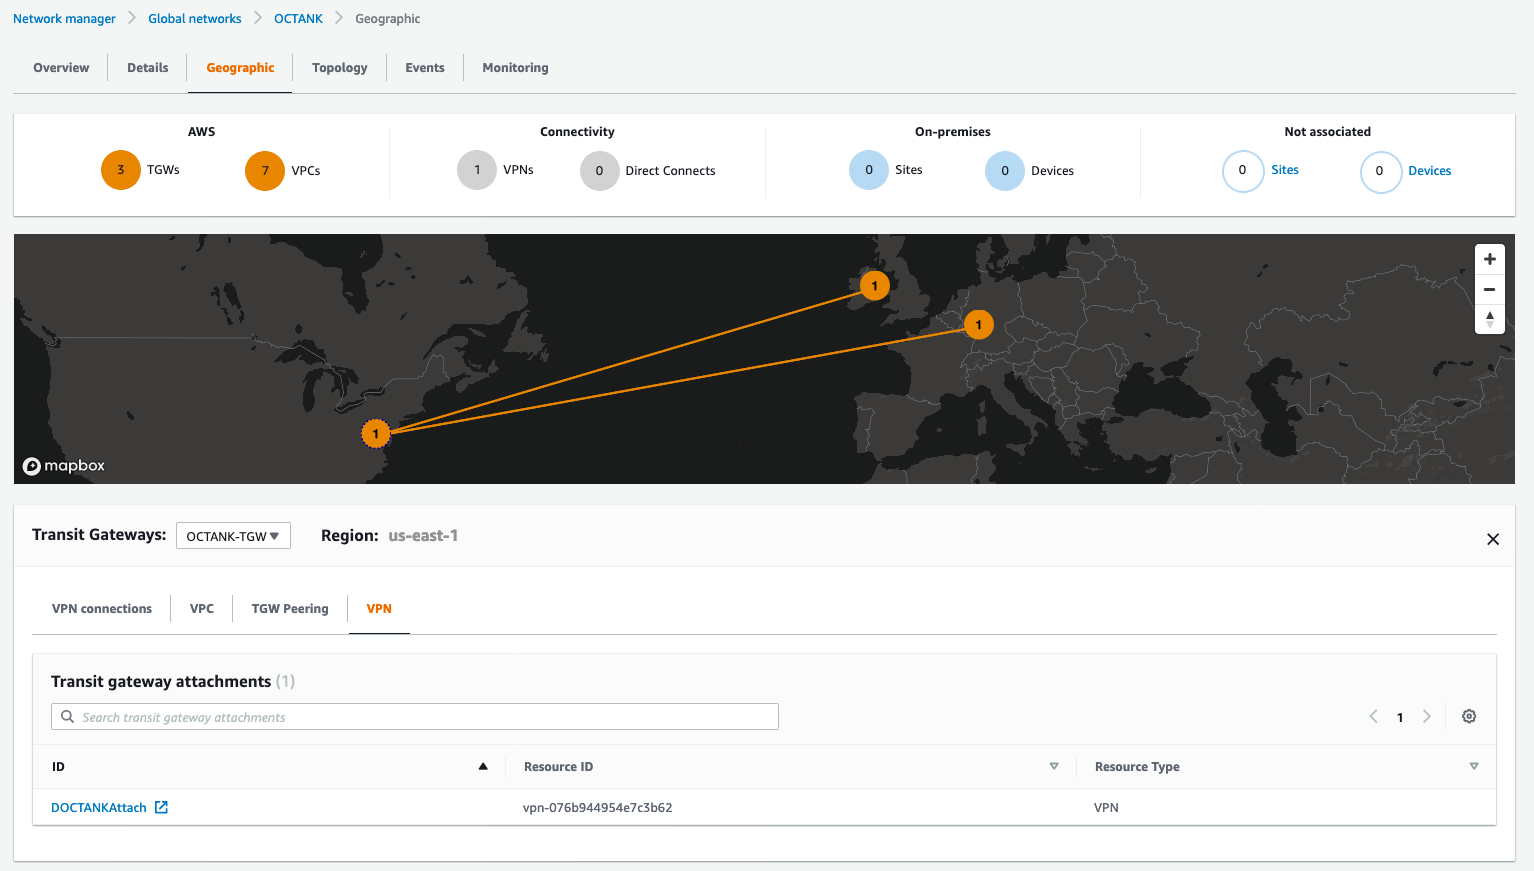 Network manager > Global networks > OCTANK > Geographic
Overview Details Geographic Topology Events Monitoring
AWS Connectivity On-premises Not associated
3 TGWs 7 VPCs 1 VPNs 0 Direct Connects 0 Sites 0 Devices 0 Sites 0 Devices
1
1
1
mapbox
Transit Gateways: OCTANK-TGW Region: us-east-1
VPN connections VPC TGW Peering VPN
Transit gateway attachments (1)
Search transit gateway attachments
1
ID Resource ID Resource Type
DOCTANKAttach vpn-076b944954e7c3b62 VPN